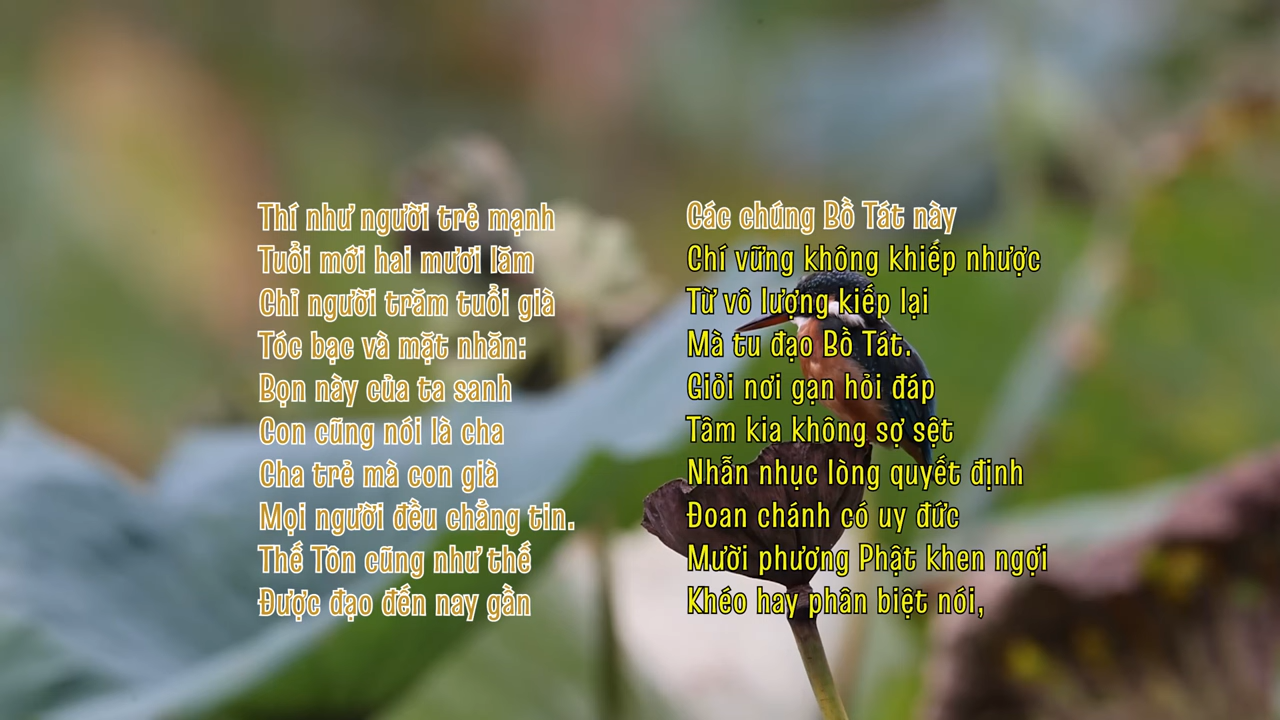 Thí như người trẻ mạnh
Tuổi mới hai mươi lăm
Chỉ người trăm tuổi già
Tóc bạc và mặt nhăn:
Bọn này của ta sanh
Con cũng nói là cha
Cha trẻ mà con già
Mọi người đều chẳng tin.
Thế Tôn cũng như thế
Được đạo đến nay gần
Các chúng Bồ Tát này
Chí vững không khiếp nhược
Từ vô lượng kiếp lại
Mà tu đạo Bồ Tát.
Giỏi nơi gạn hỏi đáp
Tâm kia không sợ sệt
Nhẫn nhục lòng quyết định
Đoan chánh có uy đức
Mười phương Phật khen ngợi
Khéo hay phân biệt nói,